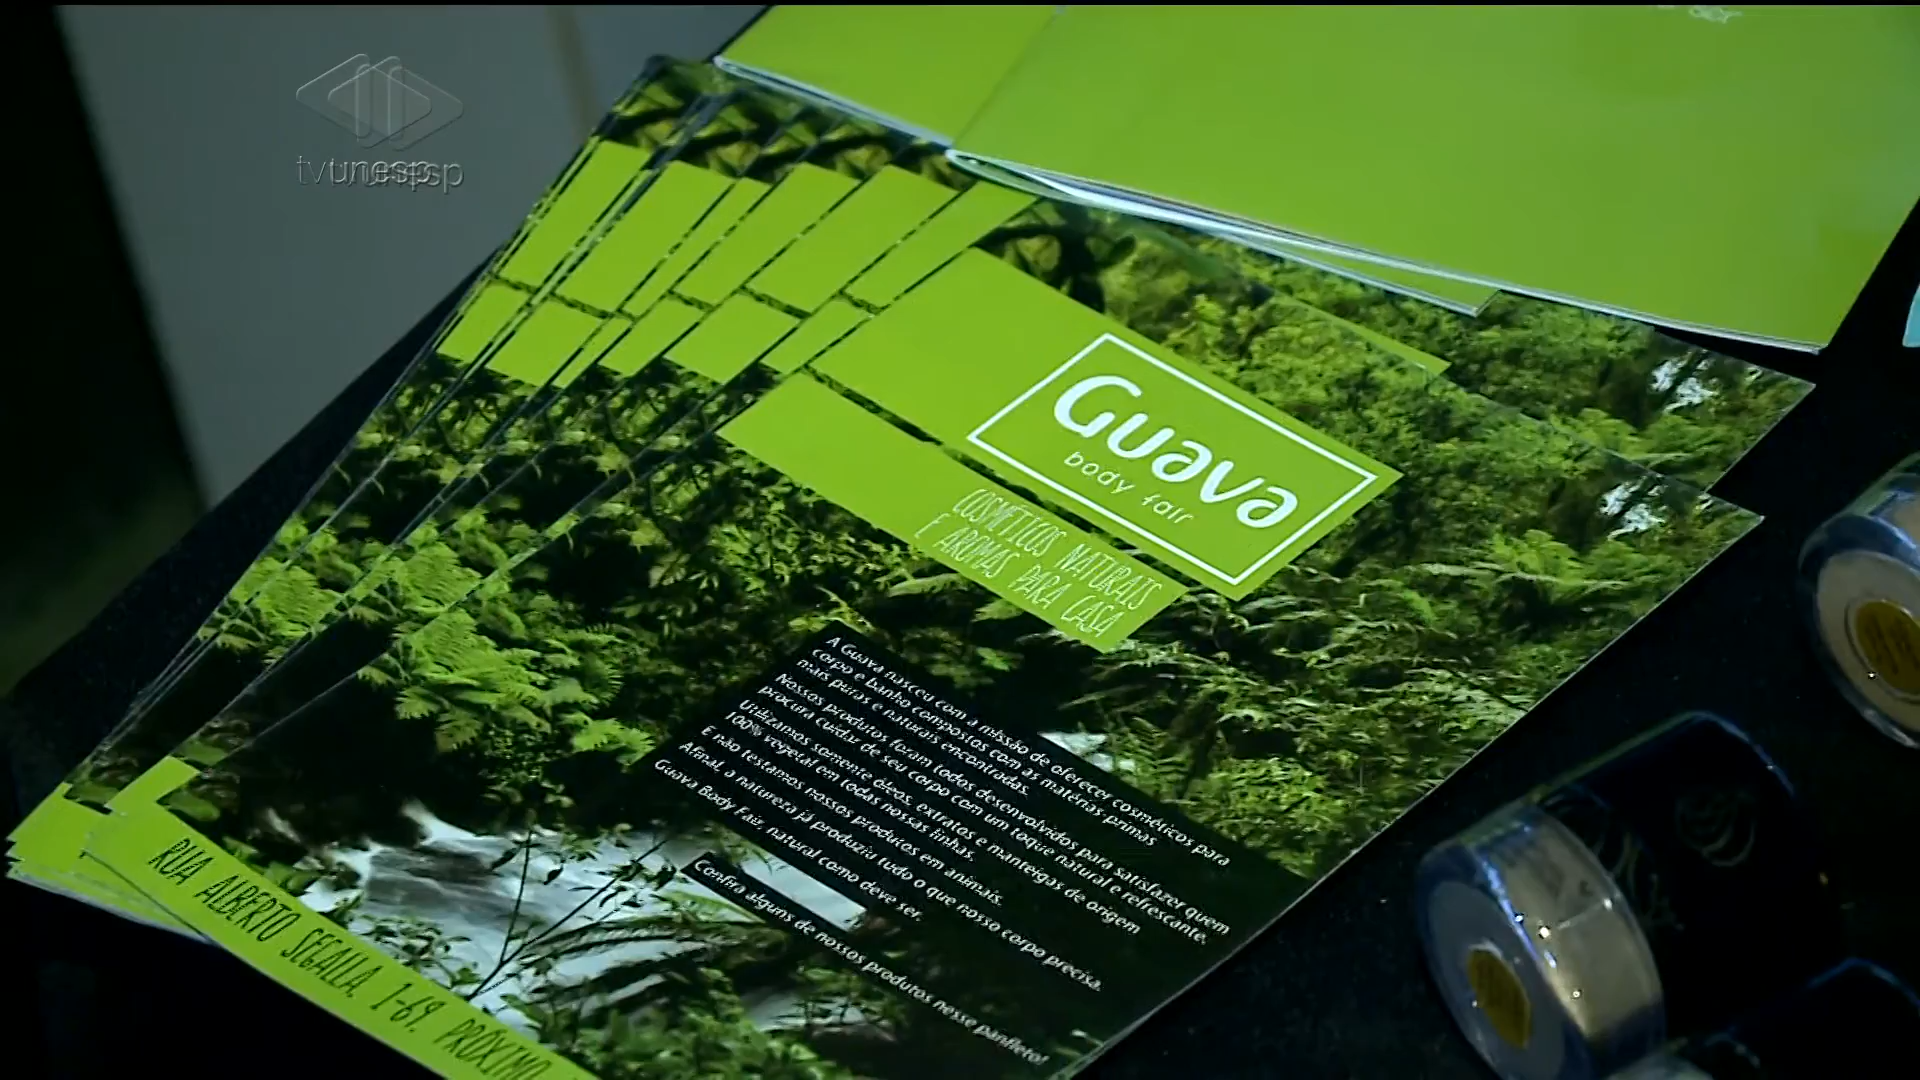 tvunesp
Guava
body fair
COSMÉTICOS NATURAIS
E AROMAS PARA CASA
A Guava nasceu com a missão de oferecer cosméticos para
corpo e banho compostos com as matérias-primas
mais puras e naturais encontradas.
Nossos produtos foram todos desenvolvidos para satisfazer quem
procura cuidar de seu corpo com um toque natural e refrescante.
Utilizamos somente óleos, extratos e manteigas de origem
100% vegetal em todas nossas linhas.
E não testamos nossos produtos em animais.
Afinal, a natureza já produziu tudo o que nosso corpo precisa.
Guava Body Fair, natural como deve ser.
Confira alguns de nossos produtos nesse panfleto!
RUA ALBERTO SEGALLA, 1-69. PRÓXIMO